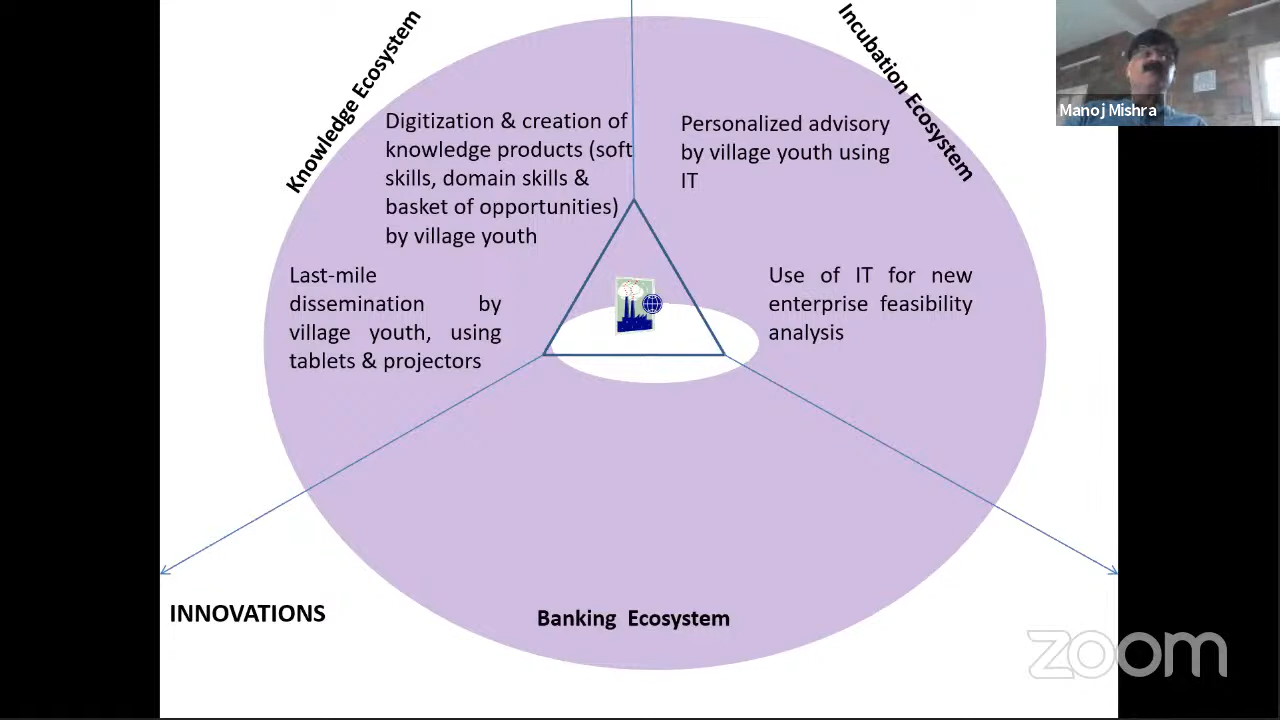 Knowledge Ecosystem
Incubation Ecosystem
Manoj Mishra
Digitization & creation of
knowledge products (soft
skills, domain skills &
basket of opportunities)
by village youth
Personalized advisory
by village youth using
IT
Last-mile
dissemination by
village youth, using
tablets & projectors
Use of IT for new
enterprise feasibility
analysis
INNOVATIONS
Banking Ecosystem
zoom